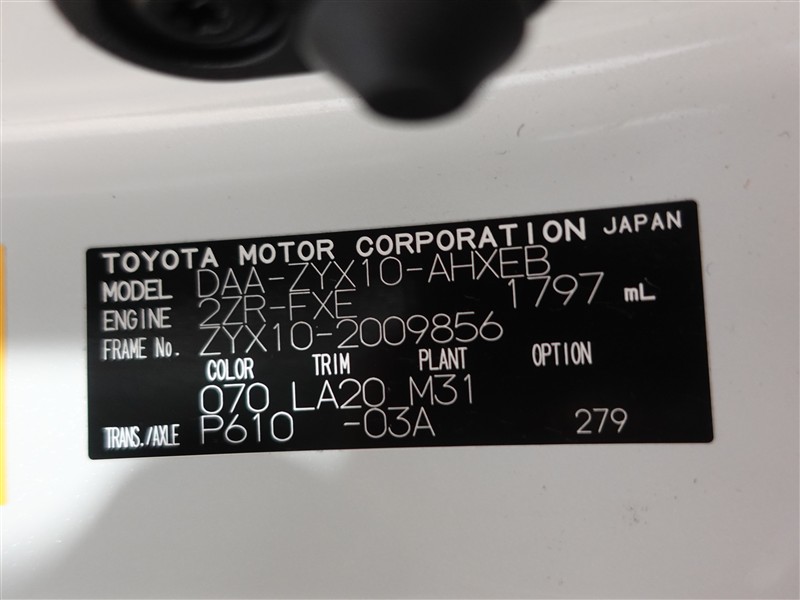 TOYOTA MOTOR CORPORATION JAPAN
MODEL DAA-ZYX10-AHXEB
ENGINE 2ZR-FXE 1797 mL
FRAME No. ZYX10-2009856
COLOR TRIM PLANT OPTION
070 LA20 M31
TRANS./AXLE P610 -03A 279